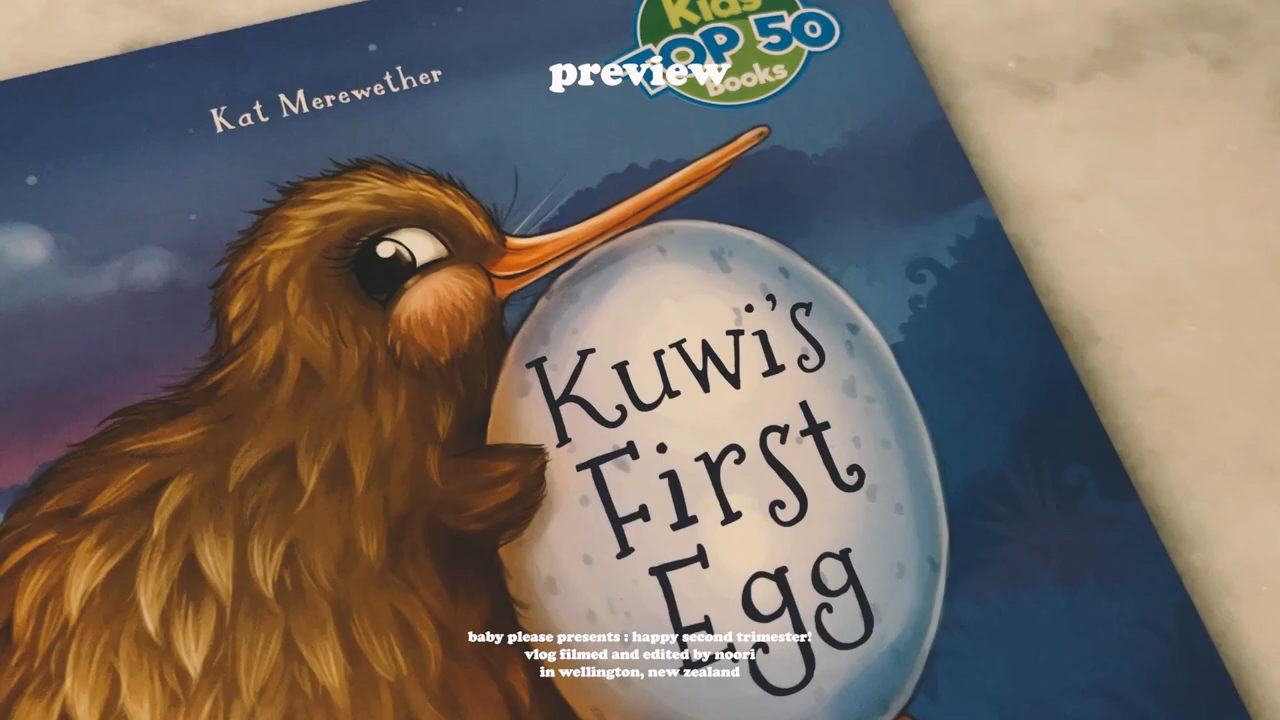 Kids
TOP 50
Books
preview
Kat Merewether
Kuwi's
First
Egg
baby please presents : happy second trimester!
vlog filmed and edited by noori
in wellington, new zealand